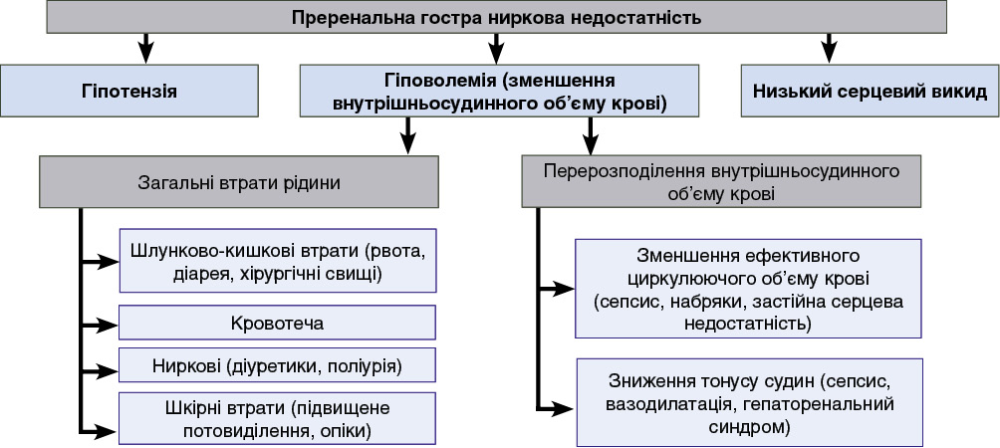 Преренальна гостра ниркова недостатність
Гіпотензія
Гіповолемія (зменшення
внутрішньосудинного об’єму крові)
Низький серцевий викид
Загальні втрати рідини
Перерозподілення внутрішньосудинного
об’єму крові
Шлунково-кишкові втрати (рвота,
діарея, хірургічні свищі)
Кровотеча
Ниркові (діуретики, поліурія)
Шкірні втрати (підвищене
потовиділення, опіки)
Зменшення ефективного
циркулюючого об’єму крові
(сепсис, набряки, застійна серцева
недостатність)
Зниження тонусу судин (сепсис,
вазодилатація, гепаторенальний
синдром)